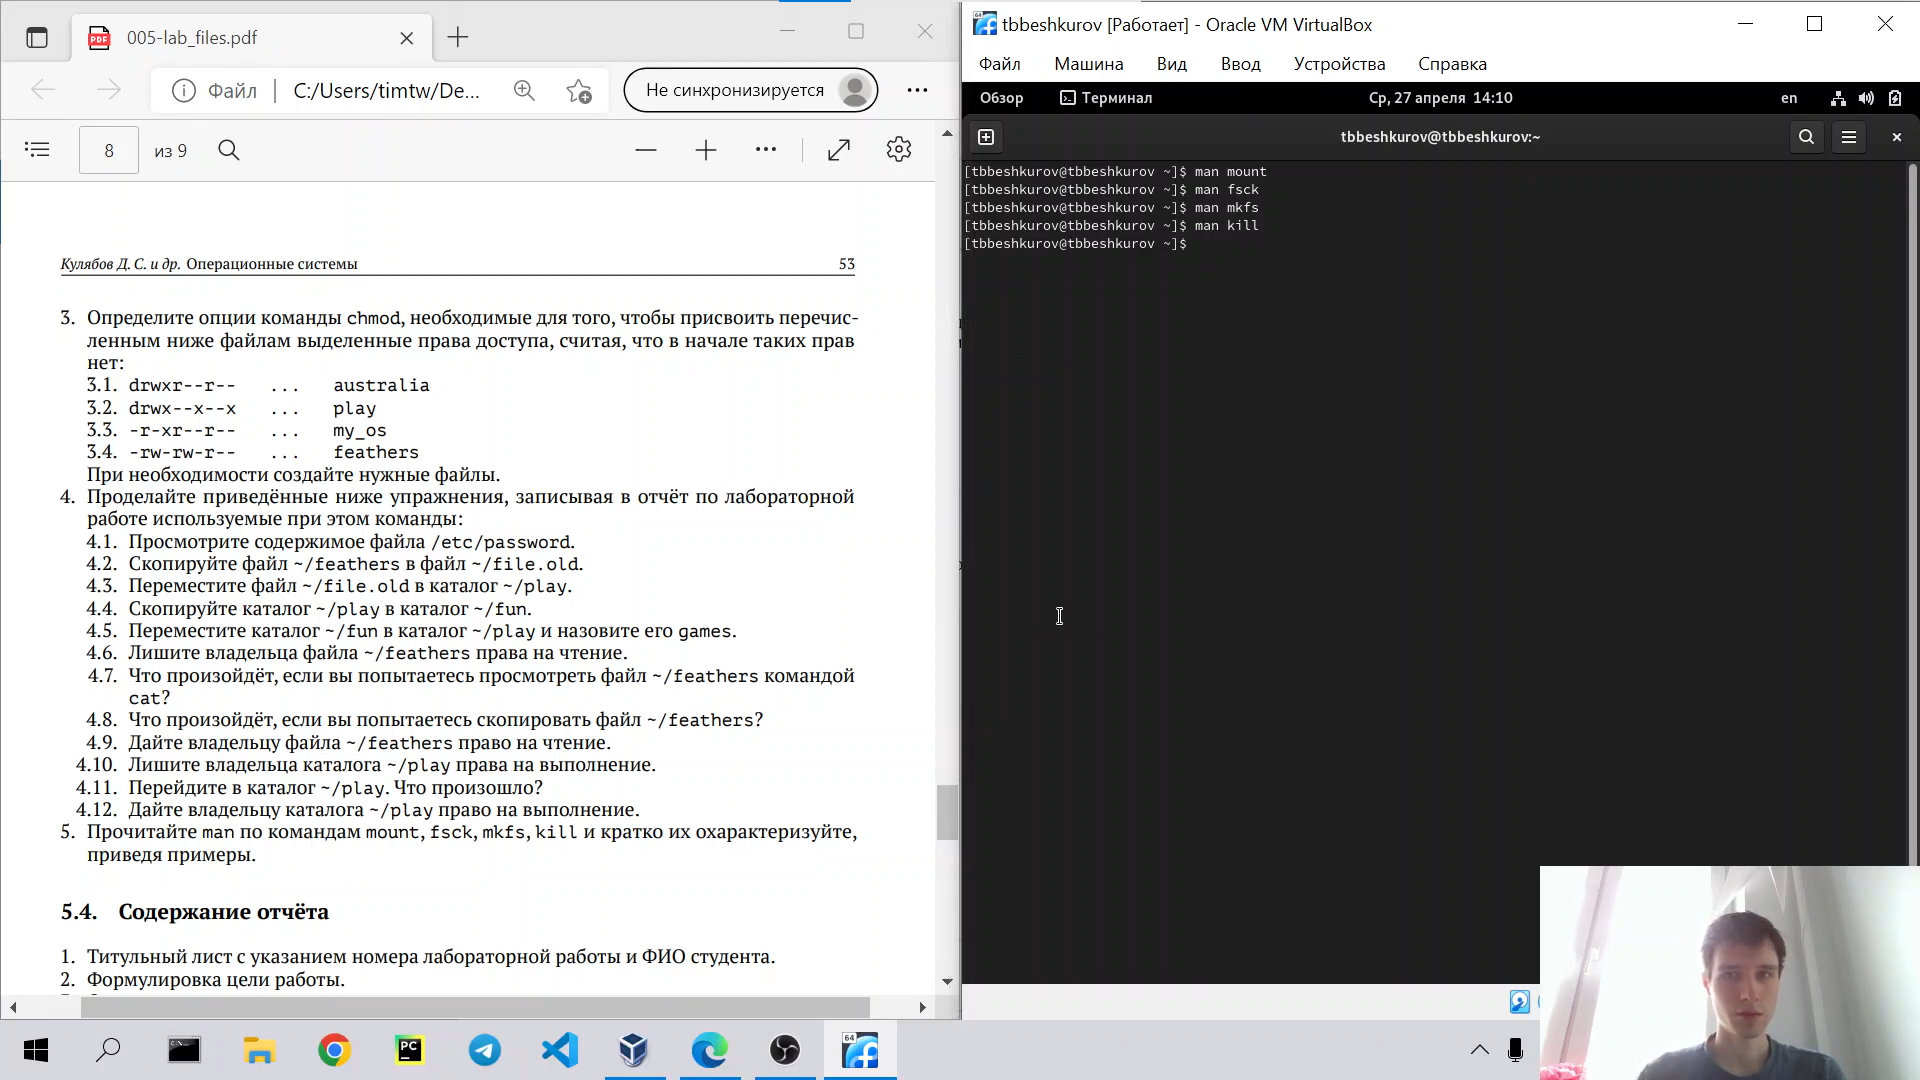 005-lab_files.pdf
Файл
C:/Users/timtw/De...
Не синхронизируется
8
из 9
Кулябов Д. С. и др. Операционные системы 53
3. Определите опции команды chmod, необходимые для того, чтобы присвоить перечис-
ленным ниже файлам выделенные права доступа, считая, что в начале таких прав
нет:
3.1. drwxr--r-- ... australia
3.2. drwx--x--x ... play
3.3. -r-xr--r-- ... my_os
3.4. -rw-rw-r-- ... feathers
При необходимости создайте нужные файлы.
4. Проделайте приведённые ниже упражнения, записывая в отчёт по лабораторной
работе используемые при этом команды:
4.1. Просмотрите содержимое файла /etc/password.
4.2. Скопируйте файл ~/feathers в файл ~/file.old.
4.3. Переместите файл ~/file.old в каталог ~/play.
4.4. Скопируйте каталог ~/play в каталог ~/fun.
4.5. Переместите каталог ~/fun в каталог ~/play и назовите его games.
4.6. Лишите владельца файла ~/feathers права на чтение.
4.7. Что произойдёт, если вы попытаетесь просмотреть файл ~/feathers командой
cat?
4.8. Что произойдёт, если вы попытаетесь скопировать файл ~/feathers?
4.9. Дайте владельцу файла ~/feathers право на чтение.
4.10. Лишите владельца каталога ~/play права на выполнение.
4.11. Перейдите в каталог ~/play. Что произошло?
4.12. Дайте владельцу каталога ~/play право на выполнение.
5. Прочитайте man по командам mount, fsck, mkfs, kill и кратко их охарактеризуйте,
приведя примеры.
5.4. Содержание отчёта
1. Титульный лист с указанием номера лабораторной работы и ФИО студента.
2. Формулировка цели работы.
tbbeshkurov [Работает] - Oracle VM VirtualBox
Файл Машина Вид Ввод Устройства Справка
Обзор Терминал Ср, 27 апреля 14:10 en
tbbeshkurov@tbbeshkurov:~
[tbbeshkurov@tbbeshkurov ~]$ man mount
[tbbeshkurov@tbbeshkurov ~]$ man fsck
[tbbeshkurov@tbbeshkurov ~]$ man mkfs
[tbbeshkurov@tbbeshkurov ~]$ man kill
[tbbeshkurov@tbbeshkurov ~]$